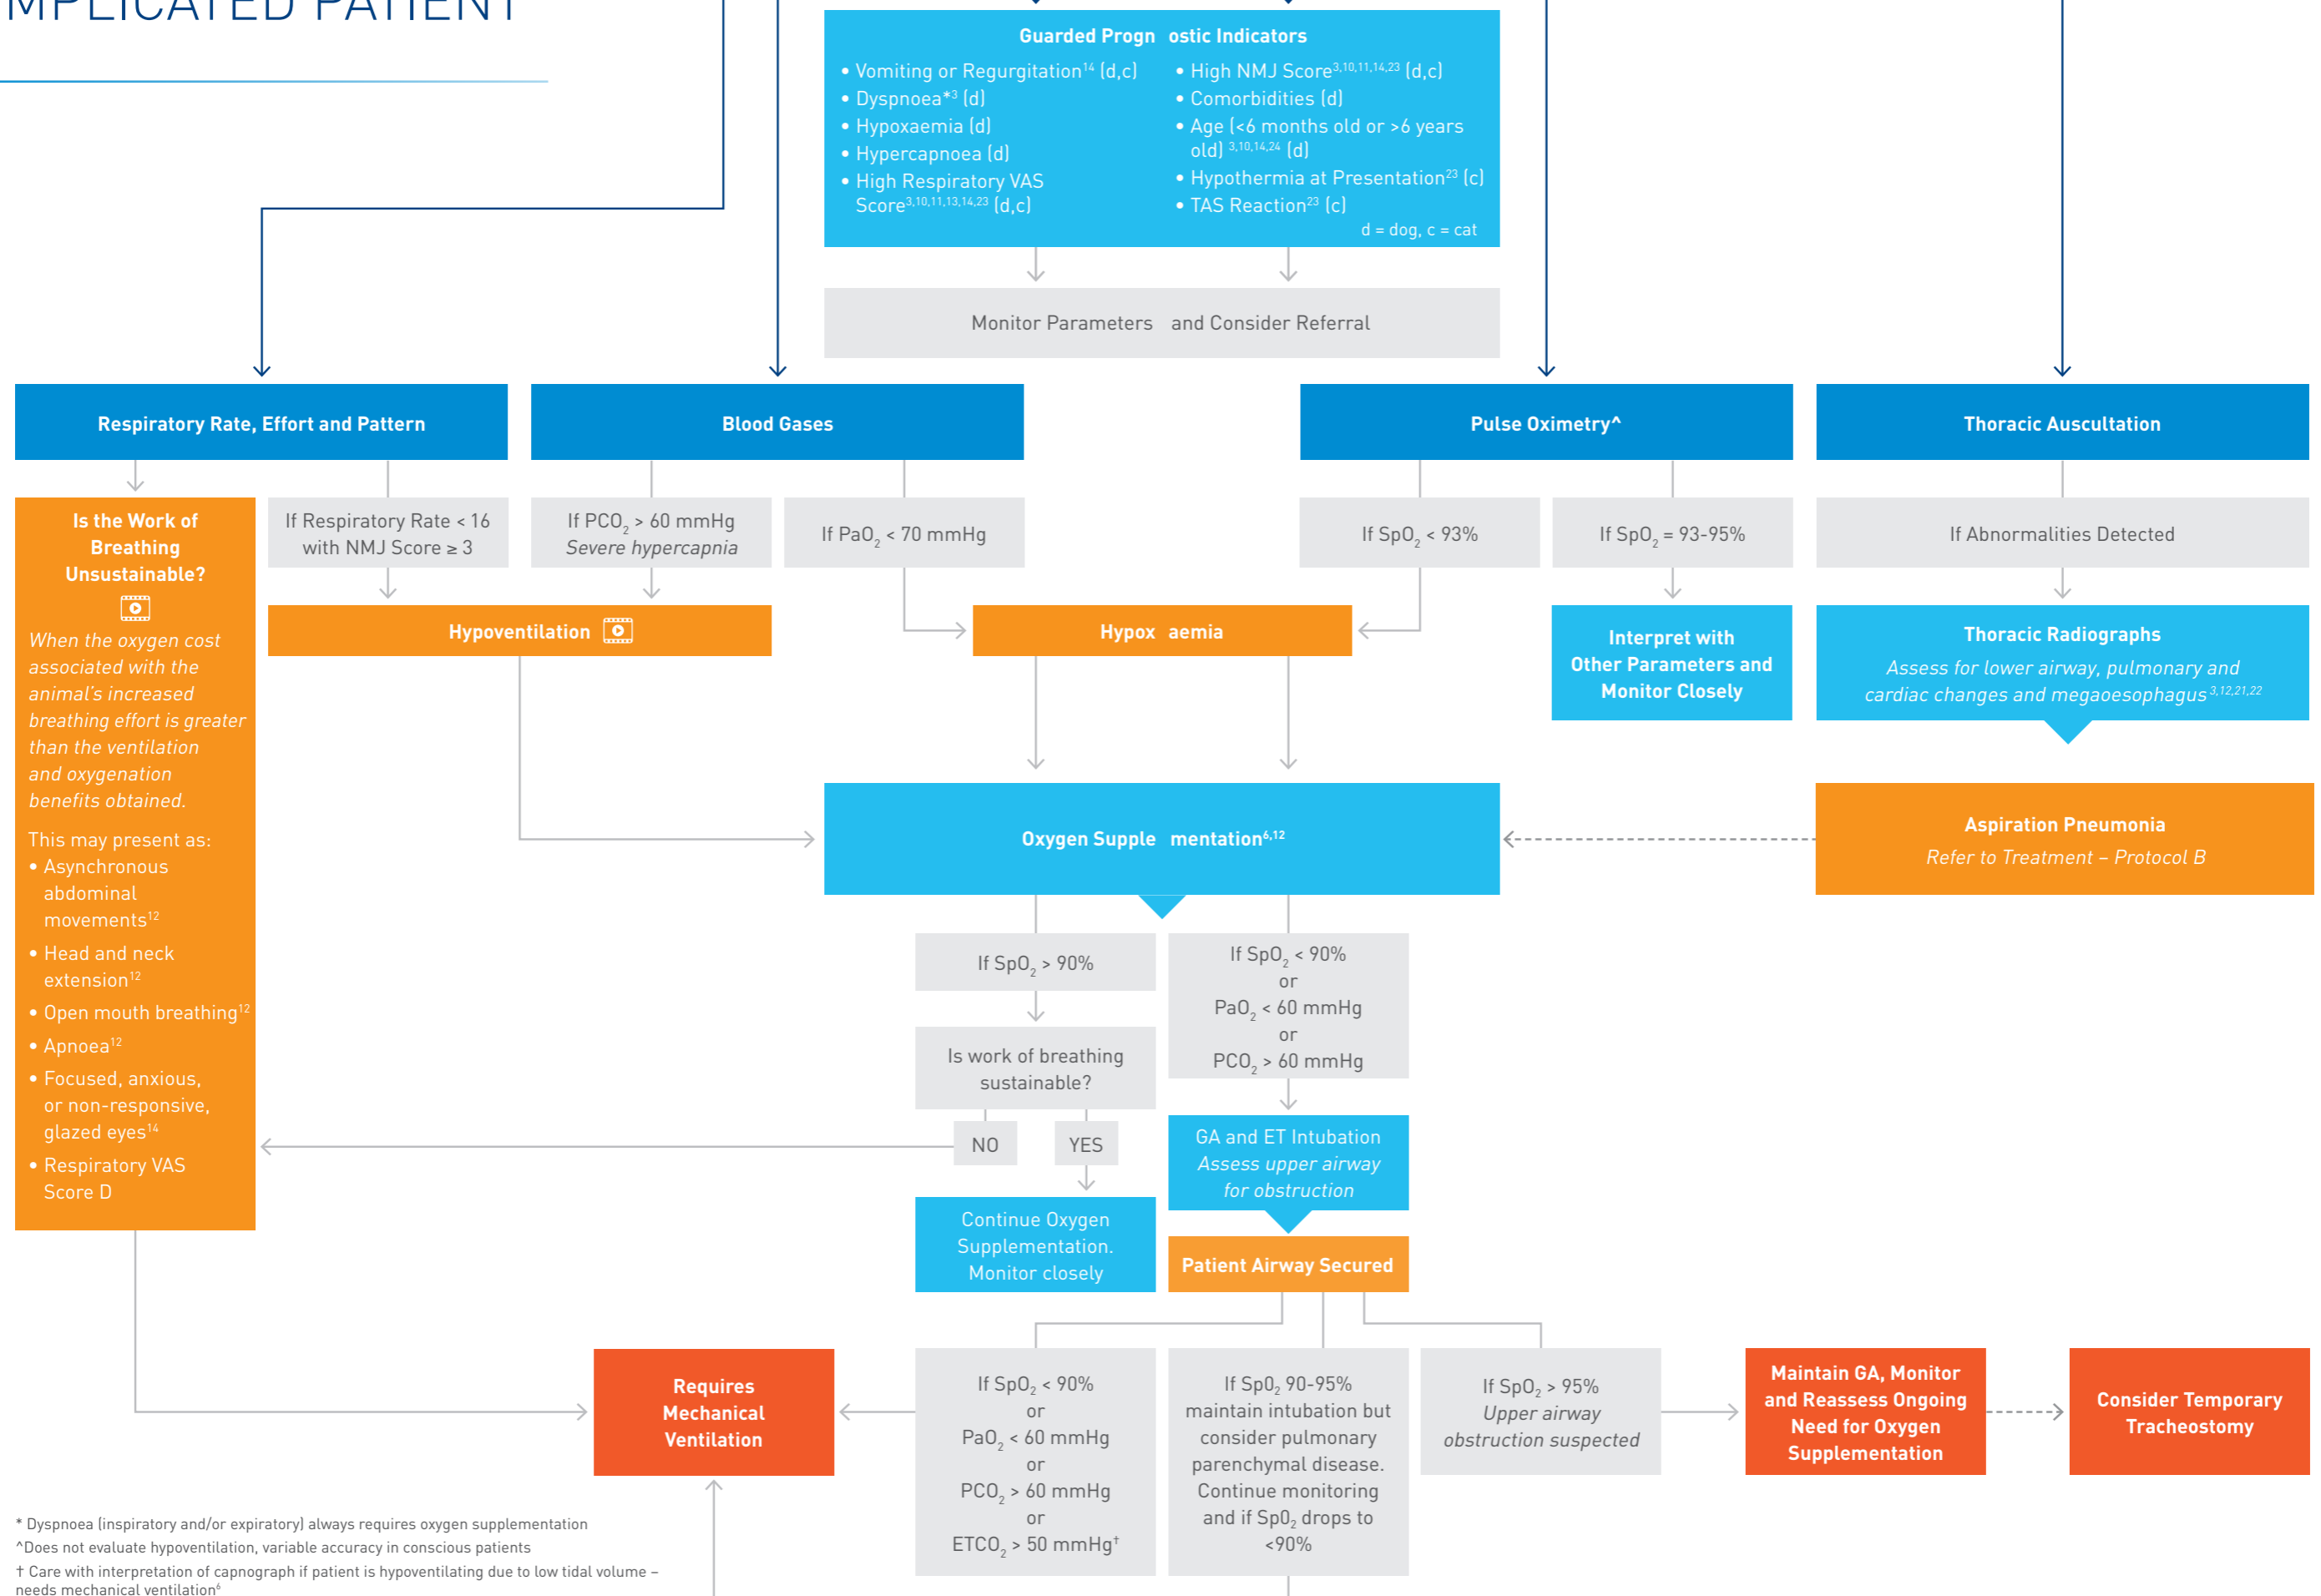 MPLICATED PATIENT
Guarded Progn ostic Indicators
• Vomiting or Regurgitation14 (d,c)
• Dyspnoea*3 (d)
• Hypoxaemia (d)
• Hypercapnoea (d)
• High Respiratory VAS
Score3,10,11,13,14,23 (d,c)
• High NMJ Score3,10,11,14,23 (d,c)
• Comorbidities (d)
• Age (<6 months old or >6 years
old) 3,10,14,24 (d)
• Hypothermia at Presentation23 (c)
• TAS Reaction23 (c)
d = dog, c = cat
Monitor Parameters and Consider Referral
Respiratory Rate, Effort and Pattern
Blood Gases
Pulse Oximetry^
Thoracic Auscultation
Is the Work of
Breathing
Unsustainable?
When the oxygen cost
associated with the
animal's increased
breathing effort is greater
than the ventilation
and oxygenation
benefits obtained.
This may present as:
• Asynchronous
abdominal
movements12
• Head and neck
extension12
• Open mouth breathing12
• Apnoea12
• Focused, anxious,
or non-responsive,
glazed eyes14
• Respiratory VAS
Score D
If Respiratory Rate < 16
with NMJ Score ≥ 3
If PCO2 > 60 mmHg
Severe hypercapnia
If PaO2 < 70 mmHg
If SpO2 < 93%
If SpO2 = 93-95%
If Abnormalities Detected
Hypoventilation
Hypox aemia
Interpret with
Other Parameters and
Monitor Closely
Thoracic Radiographs
Assess for lower airway, pulmonary and
cardiac changes and megaoesophagus 3,12,21,22
Oxygen Supple mentation6,12
Aspiration Pneumonia
Refer to Treatment – Protocol B
If SpO2 > 90%
If SpO2 < 90%
or
PaO2 < 60 mmHg
or
PCO2 > 60 mmHg
Is work of breathing
sustainable?
NO
YES
GA and ET Intubation
Assess upper airway
for obstruction
Continue Oxygen
Supplementation.
Monitor closely
Patient Airway Secured
Requires
Mechanical
Ventilation
If SpO2 < 90%
or
PaO2 < 60 mmHg
or
PCO2 > 60 mmHg
or
ETCO2 > 50 mmHg†
If Sp02 90-95%
maintain intubation but
consider pulmonary
parenchymal disease.
Continue monitoring
and if Sp02 drops to
<90%
If SpO2 > 95%
Upper airway
obstruction suspected
Maintain GA, Monitor
and Reassess Ongoing
Need for Oxygen
Supplementation
Consider Temporary
Tracheostomy
* Dyspnoea (inspiratory and/or expiratory) always requires oxygen supplementation
^Does not evaluate hypoventilation, variable accuracy in conscious patients
† Care with interpretation of capnograph if patient is hypoventilating due to low tidal volume –
needs mechanical ventilation6